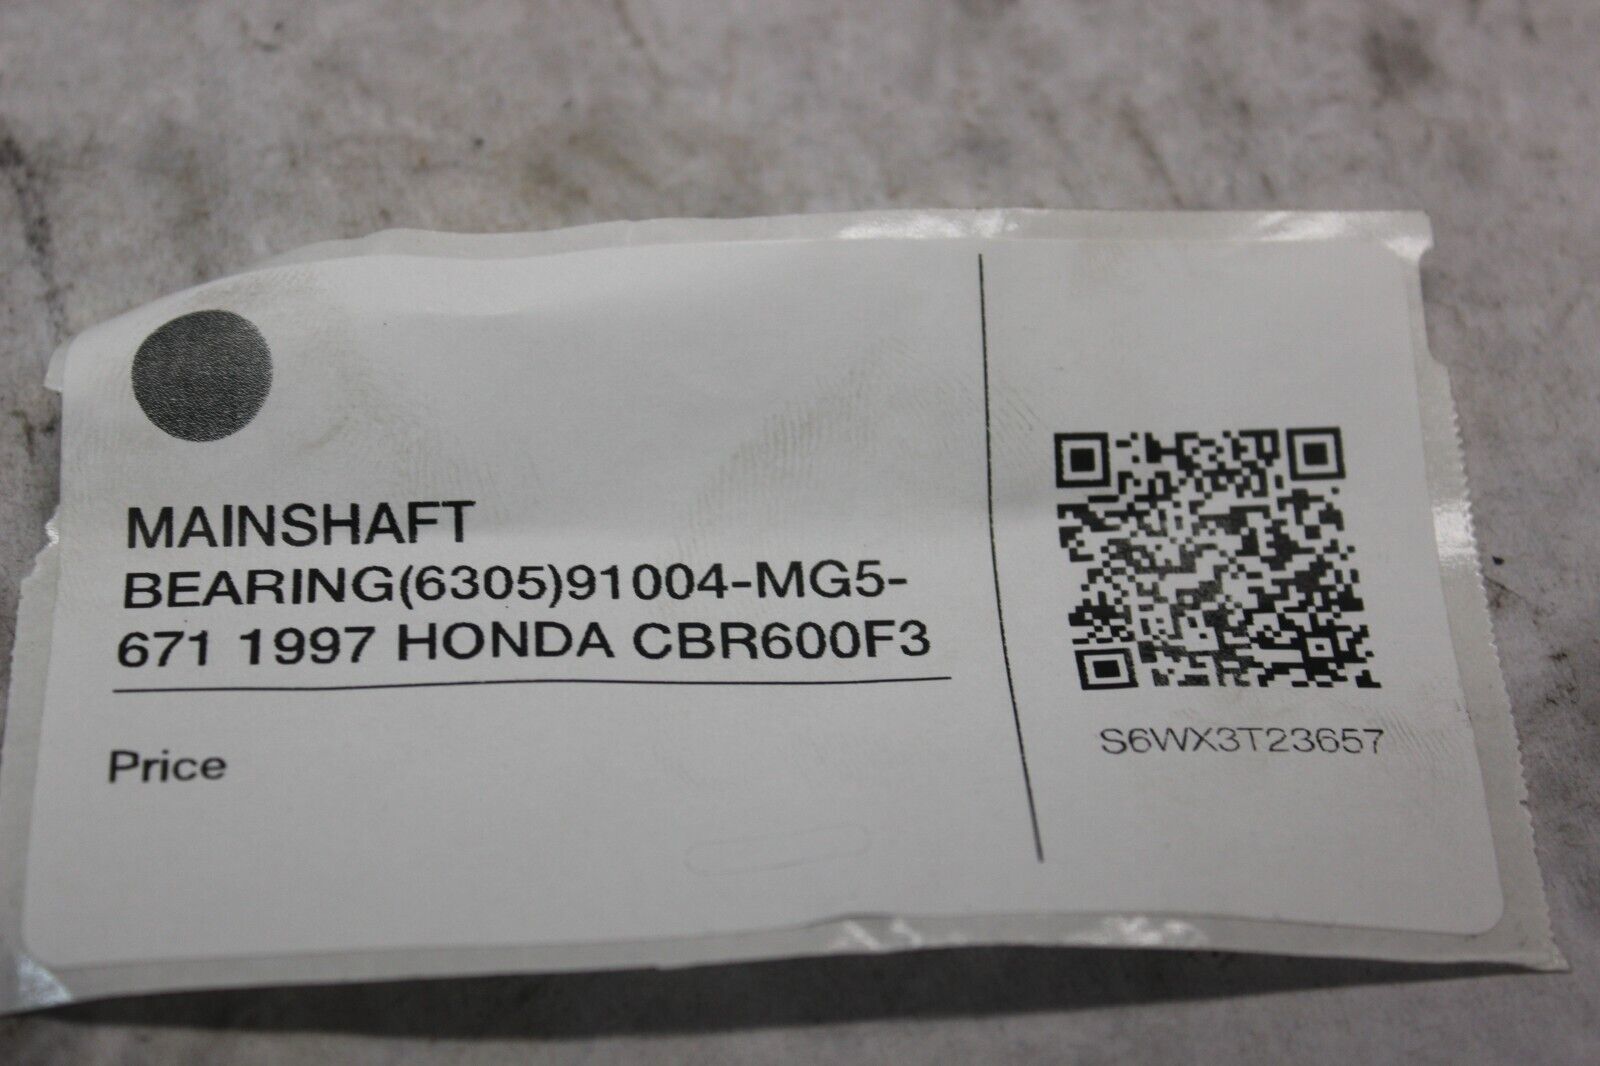 MAINSHAFT
BEARING(6305)91004-MG5-
671 1997 HONDA CBR600F3
Price
S6WX3T23657